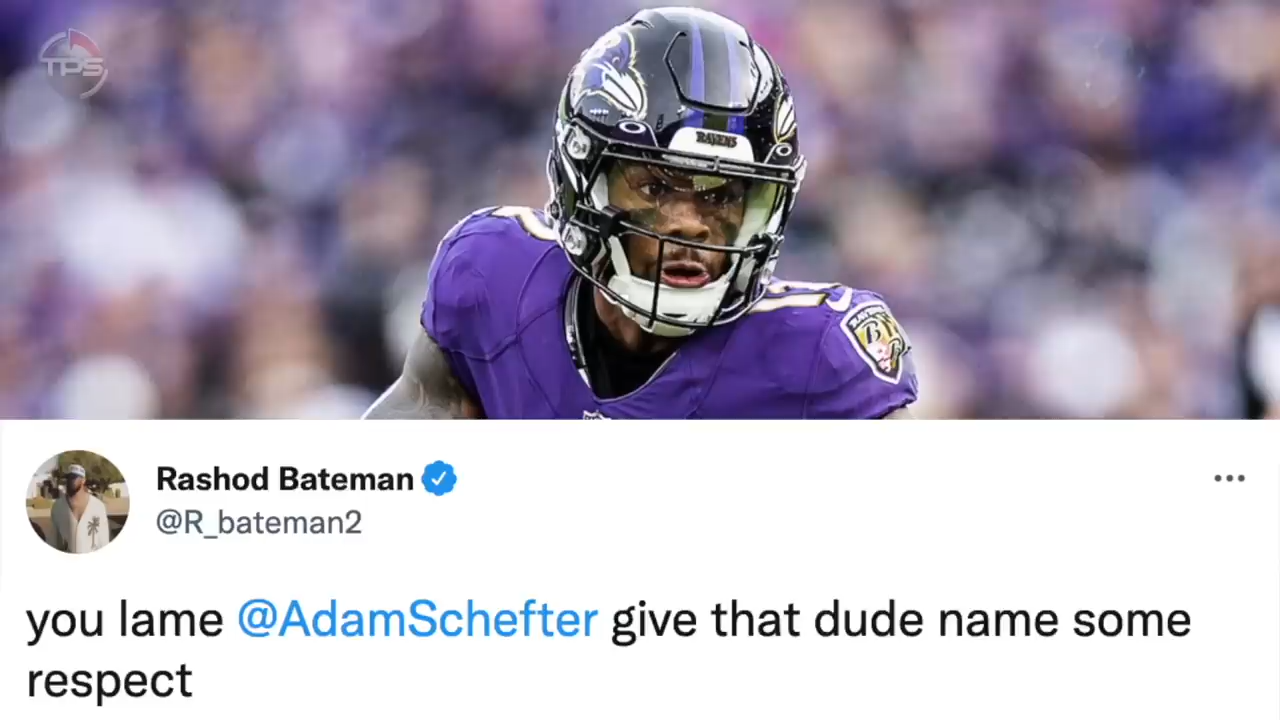 TPS
RAVENS
Rashod Bateman
@R_bateman2
you lame @AdamSchefter give that dude name some
respect